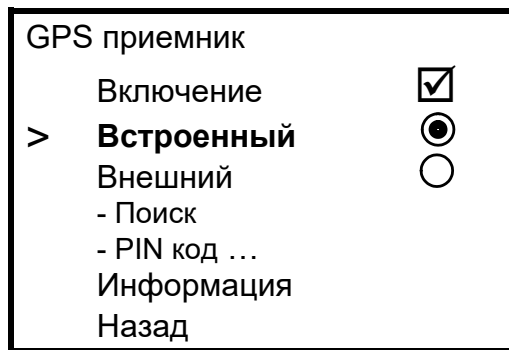 GPS приемник
Включение
> Встроенный
Внешний
- Поиск
- PIN код …
Информация
Назад